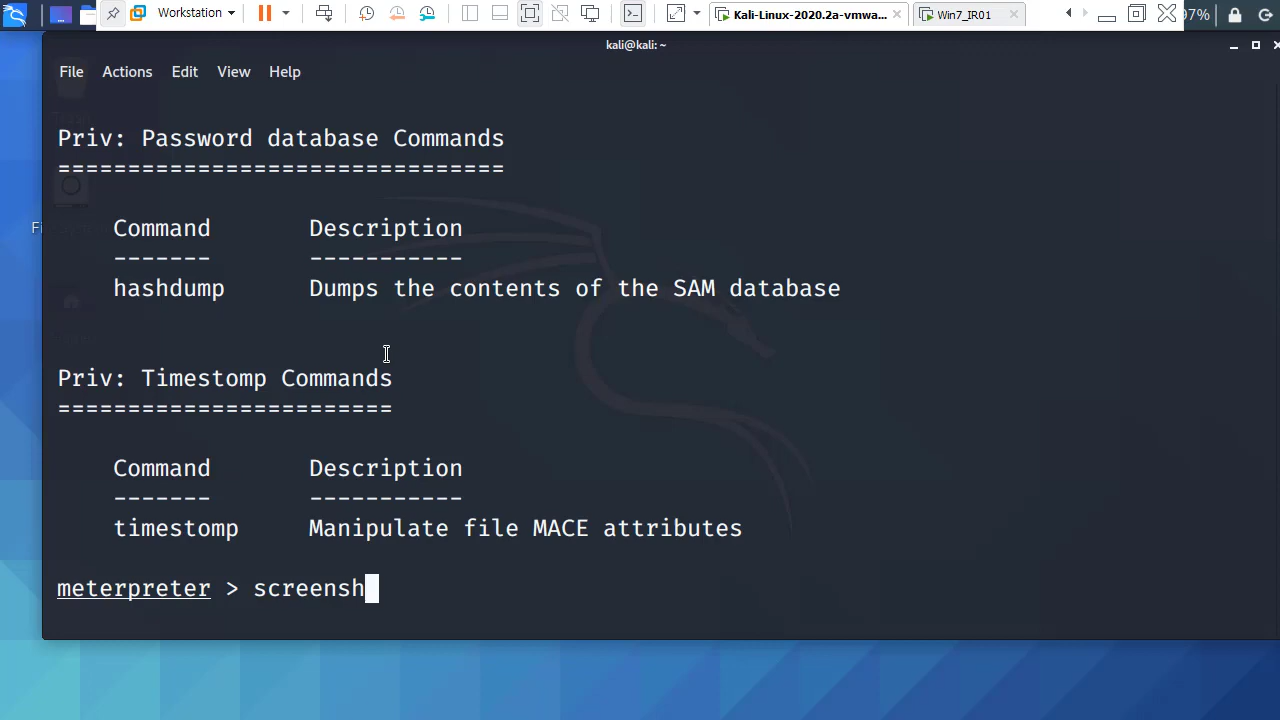 Workstation
Kali-Linux-2020.2a-vmwa...
Win7_IR01
97%
kali@kali: ~
File Actions Edit View Help
Priv: Password database Commands
================================
Command Description
------- -----------
hashdump Dumps the contents of the SAM database
Priv: Timestomp Commands
========================
Command Description
------- -----------
timestomp Manipulate file MACE attributes
meterpreter > screensh